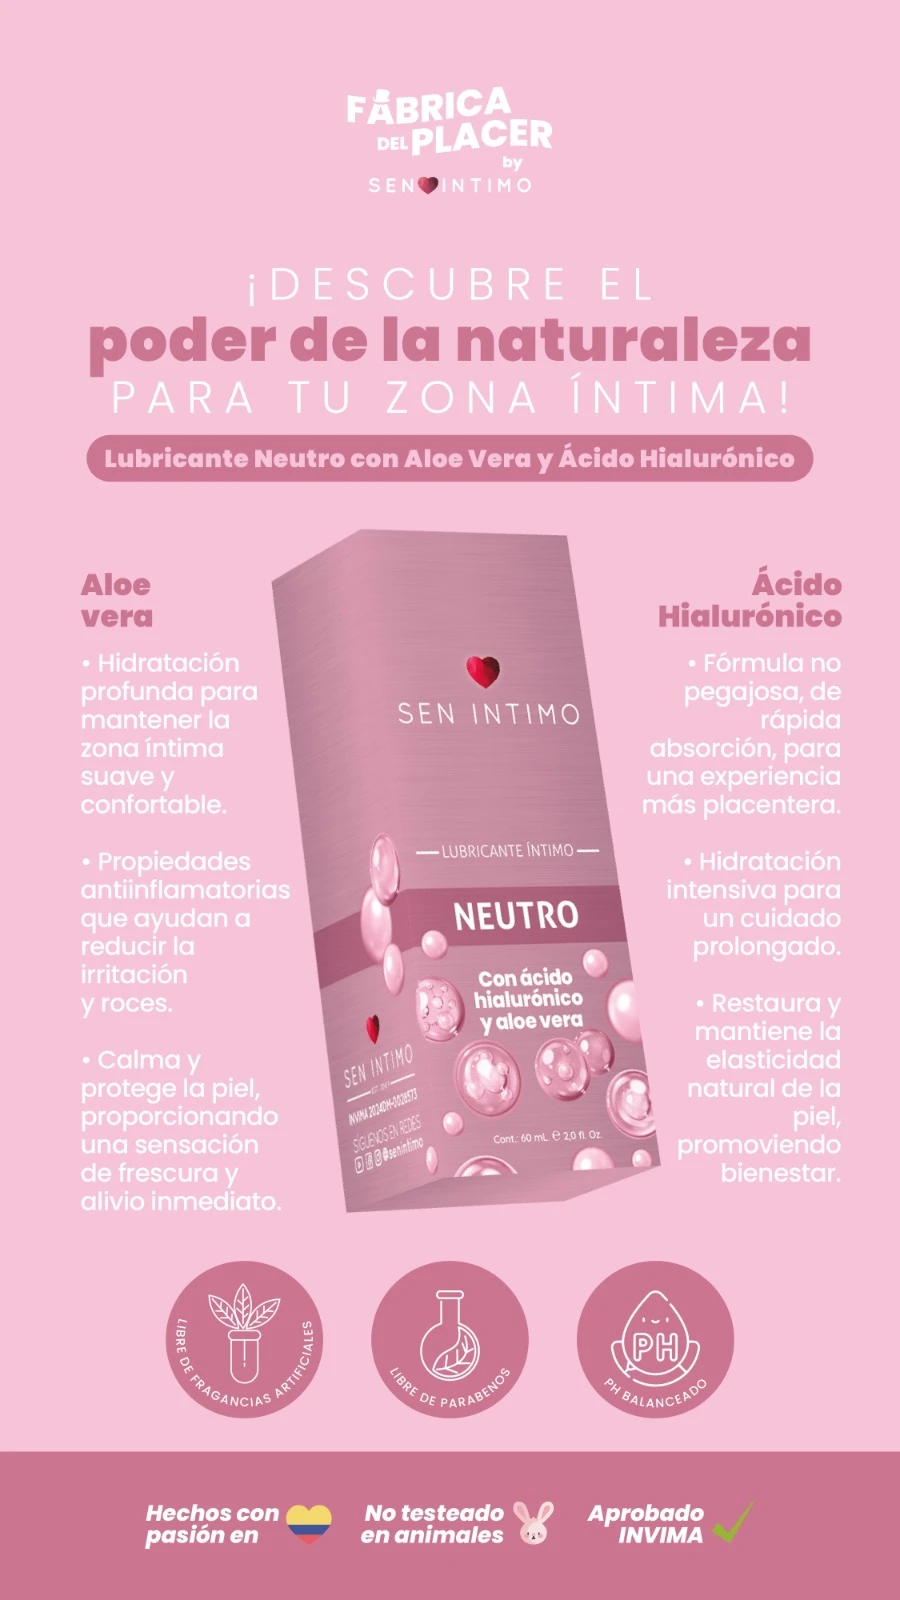 FÁBRICA
DEL PLACER
by
SEN INTIMO
¡DESCUBRE EL
poder de la naturaleza
PARA TU ZONA ÍNTIMA!
Lubricante Neutro con Aloe Vera y Ácido Hialurónico
Aloe
vera
• Hidratación
profunda para
mantener la
zona íntima
suave y
confortable.
• Propiedades
antiinflamatorias
que ayudan a
reducir la
irritación
y roces.
• Calma y
protege la piel,
proporcionando
una sensación
de frescura y
alivio inmediato.
SEN INTIMO
LUBRICANTE ÍNTIMO
NEUTRO
Con ácido
hialurónico
y aloe vera
Cont.: 60 mL ℮ 2,0 fl. Oz.
SEN INTIMO
INVIMA 2024DM-0028573
SÍGUENOS EN REDES
@senintimo
Ácido
Hialurónico
• Fórmula no
pegajosa, de
rápida
absorción, para
una experiencia
más placentera.
• Hidratación
intensiva para
un cuidado
prolongado.
• Restaura y
mantiene la
elasticidad
natural de la
piel,
promoviendo
bienestar.
LIBRE DE FRAGANCIAS ARTIFICIALES
LIBRE DE PARABENOS
PH
PH BALANCEADO
Hechos con
pasión en
No testeado
en animales
Aprobado
INVIMA